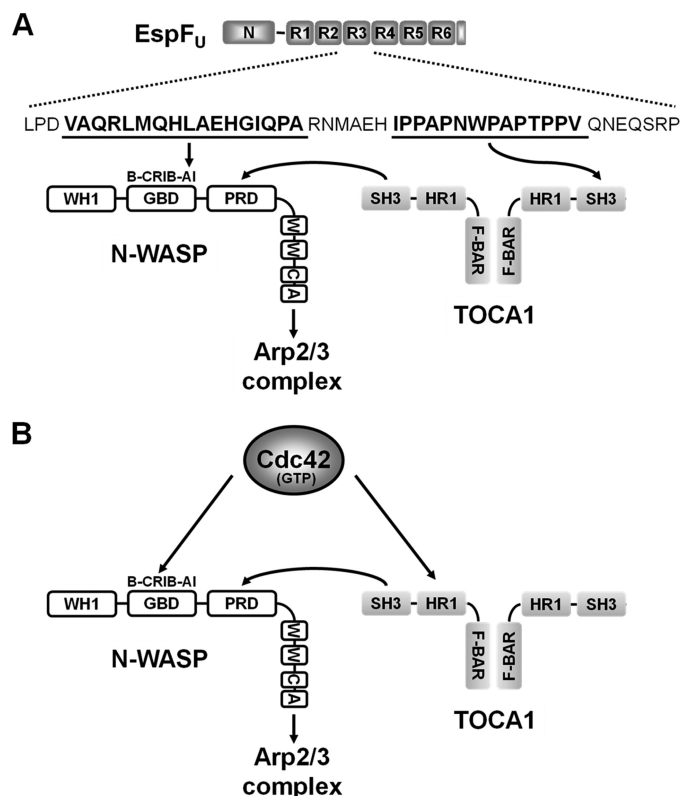 A
EspFU
N R1 R2 R3 R4 R5 R6
LPD VAQRLMQHLAEHGIQPA RNMAEH IPPAPNWPAPTPPV QNEQSRP
B-CRIB-AI
WH1 GBD PRD SH3 HR1 HR1 SH3
W W C A
F-BAR F-BAR
N-WASP
TOCA1
Arp2/3
complex
B
Cdc42
(GTP)
B-CRIB-AI
WH1 GBD PRD SH3 HR1 HR1 SH3
W W C A
F-BAR F-BAR
N-WASP
TOCA1
Arp2/3
complex